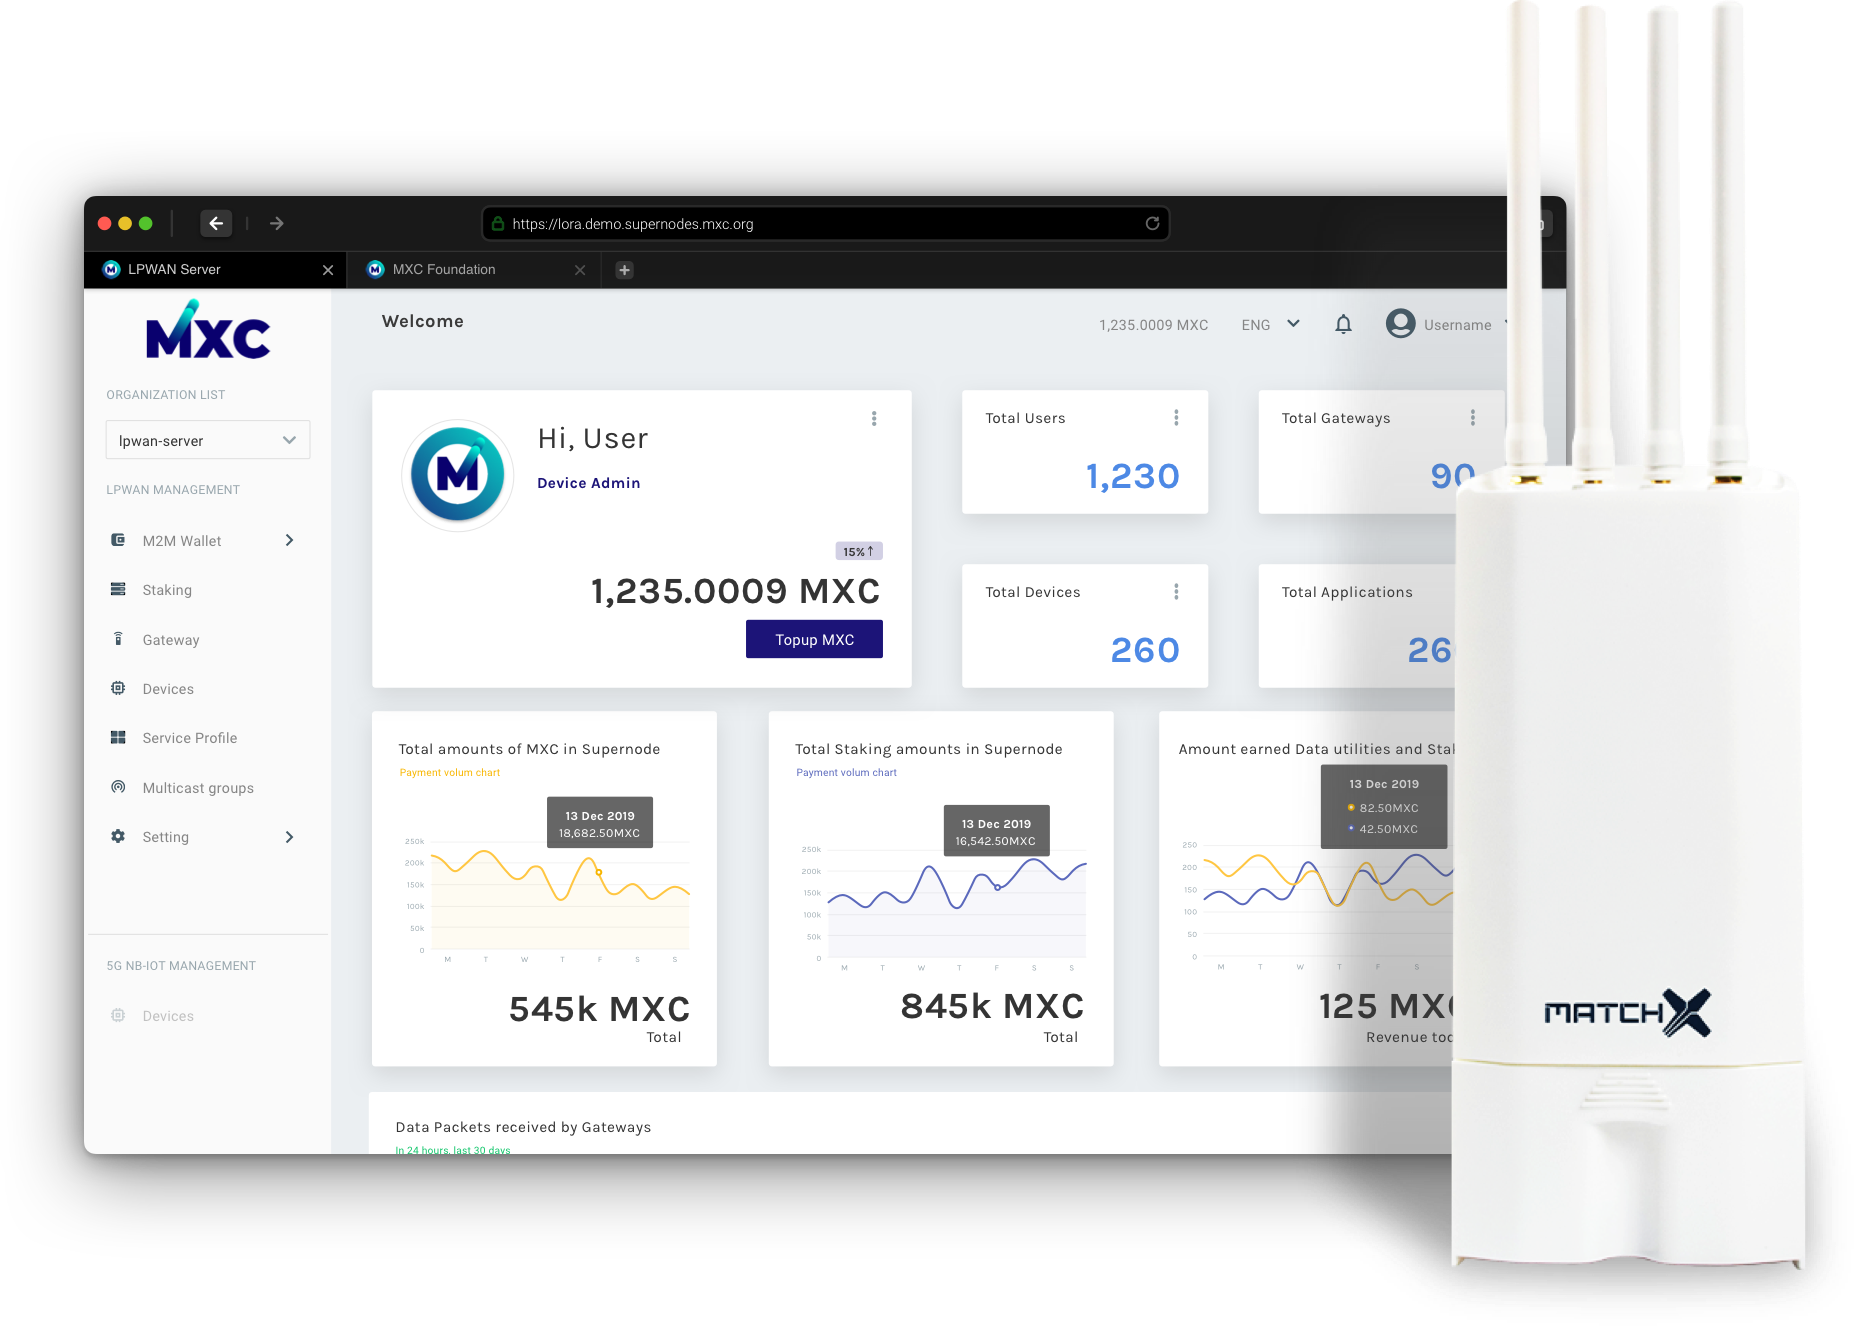 https://lora.demo.supernodes.mxc.org
LPWAN Server
MXC Foundation
MXC
Welcome
1,235.0009 MXC
ENG
Username
ORGANIZATION LIST
lpwan-server
LPWAN MANAGEMENT
M2M Wallet
Staking
Gateway
Devices
Service Profile
Multicast groups
Setting
5G NB-IOT MANAGEMENT
Devices
M
Hi, User
Device Admin
15%↑
1,235.0009 MXC
Topup MXC
Total Users
1,230
Total Gateways
90
Total Devices
260
Total Applications
26
Total amounts of MXC in Supernode
Payment volum chart
13 Dec 2019
18,682.50MXC
250k
200k
150k
100k
50k
0
M T W T F S S
545k MXC
Total
Total Staking amounts in Supernode
Payment volum chart
13 Dec 2019
16,542.50MXC
250k
200k
150k
100k
50k
0
M T W T F S S
845k MXC
Total
Amount earned Data utilities and
13 Dec 2019
82.50MXC
42.50MXC
250
200
150
100
50
0
M T W T F S
125 MXC
Revenue
Data Packets received by Gateways
In 24 hours, last 30 days
MATCHX